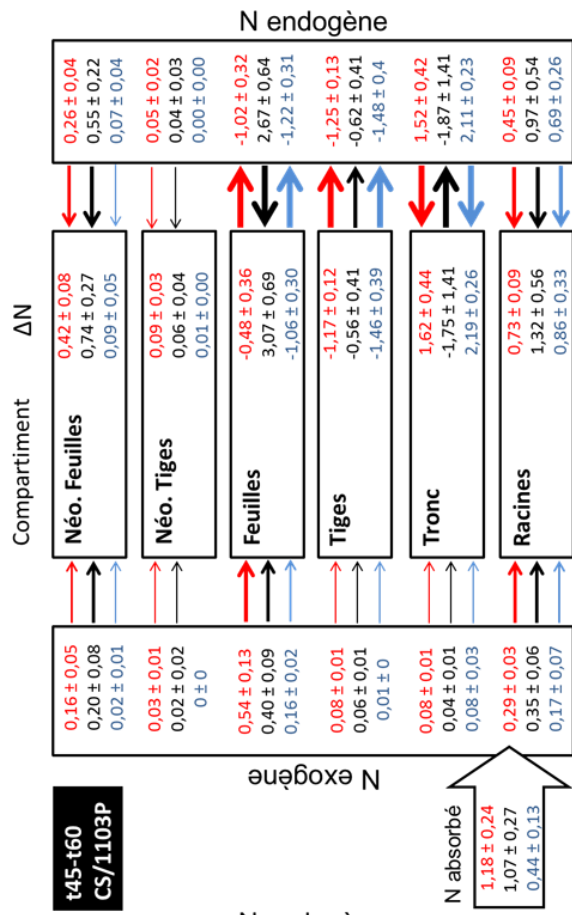 N endogène
0,26 ± 0,04
0,55 ± 0,22
0,07 ± 0,04
0,05 ± 0,02
0,04 ± 0,03
0,00 ± 0,00
-1,02 ± 0,32
2,67 ± 0,64
-1,22 ± 0,31
-1,25 ± 0,13
-0,62 ± 0,41
-1,48 ± 0,4
1,52 ± 0,42
-1,87 ± 1,41
2,11 ± 0,23
0,45 ± 0,09
0,97 ± 0,54
0,69 ± 0,26
Compartiment ΔN
Néo. Feuilles
0,42 ± 0,08
0,74 ± 0,27
0,09 ± 0,05
Néo. Tiges
0,09 ± 0,03
0,06 ± 0,04
0,01 ± 0,00
Feuilles
-0,48 ± 0,36
3,07 ± 0,69
-1,06 ± 0,30
Tiges
-1,17 ± 0,12
-0,56 ± 0,41
-1,46 ± 0,39
Tronc
1,62 ± 0,44
-1,75 ± 1,41
2,19 ± 0,26
Racines
0,73 ± 0,09
1,32 ± 0,56
0,86 ± 0,33
0,16 ± 0,05
0,20 ± 0,08
0,02 ± 0,01
0,03 ± 0,01
0,02 ± 0,02
0 ± 0
0,54 ± 0,13
0,40 ± 0,09
0,16 ± 0,02
0,08 ± 0,01
0,06 ± 0,01
0,01 ± 0
0,08 ± 0,01
0,04 ± 0,01
0,08 ± 0,03
0,29 ± 0,03
0,35 ± 0,06
0,17 ± 0,07
N exogène
t45-t60
CS/1103P
N absorbé
1,18 ± 0,24
1,07 ± 0,27
0,44 ± 0,13